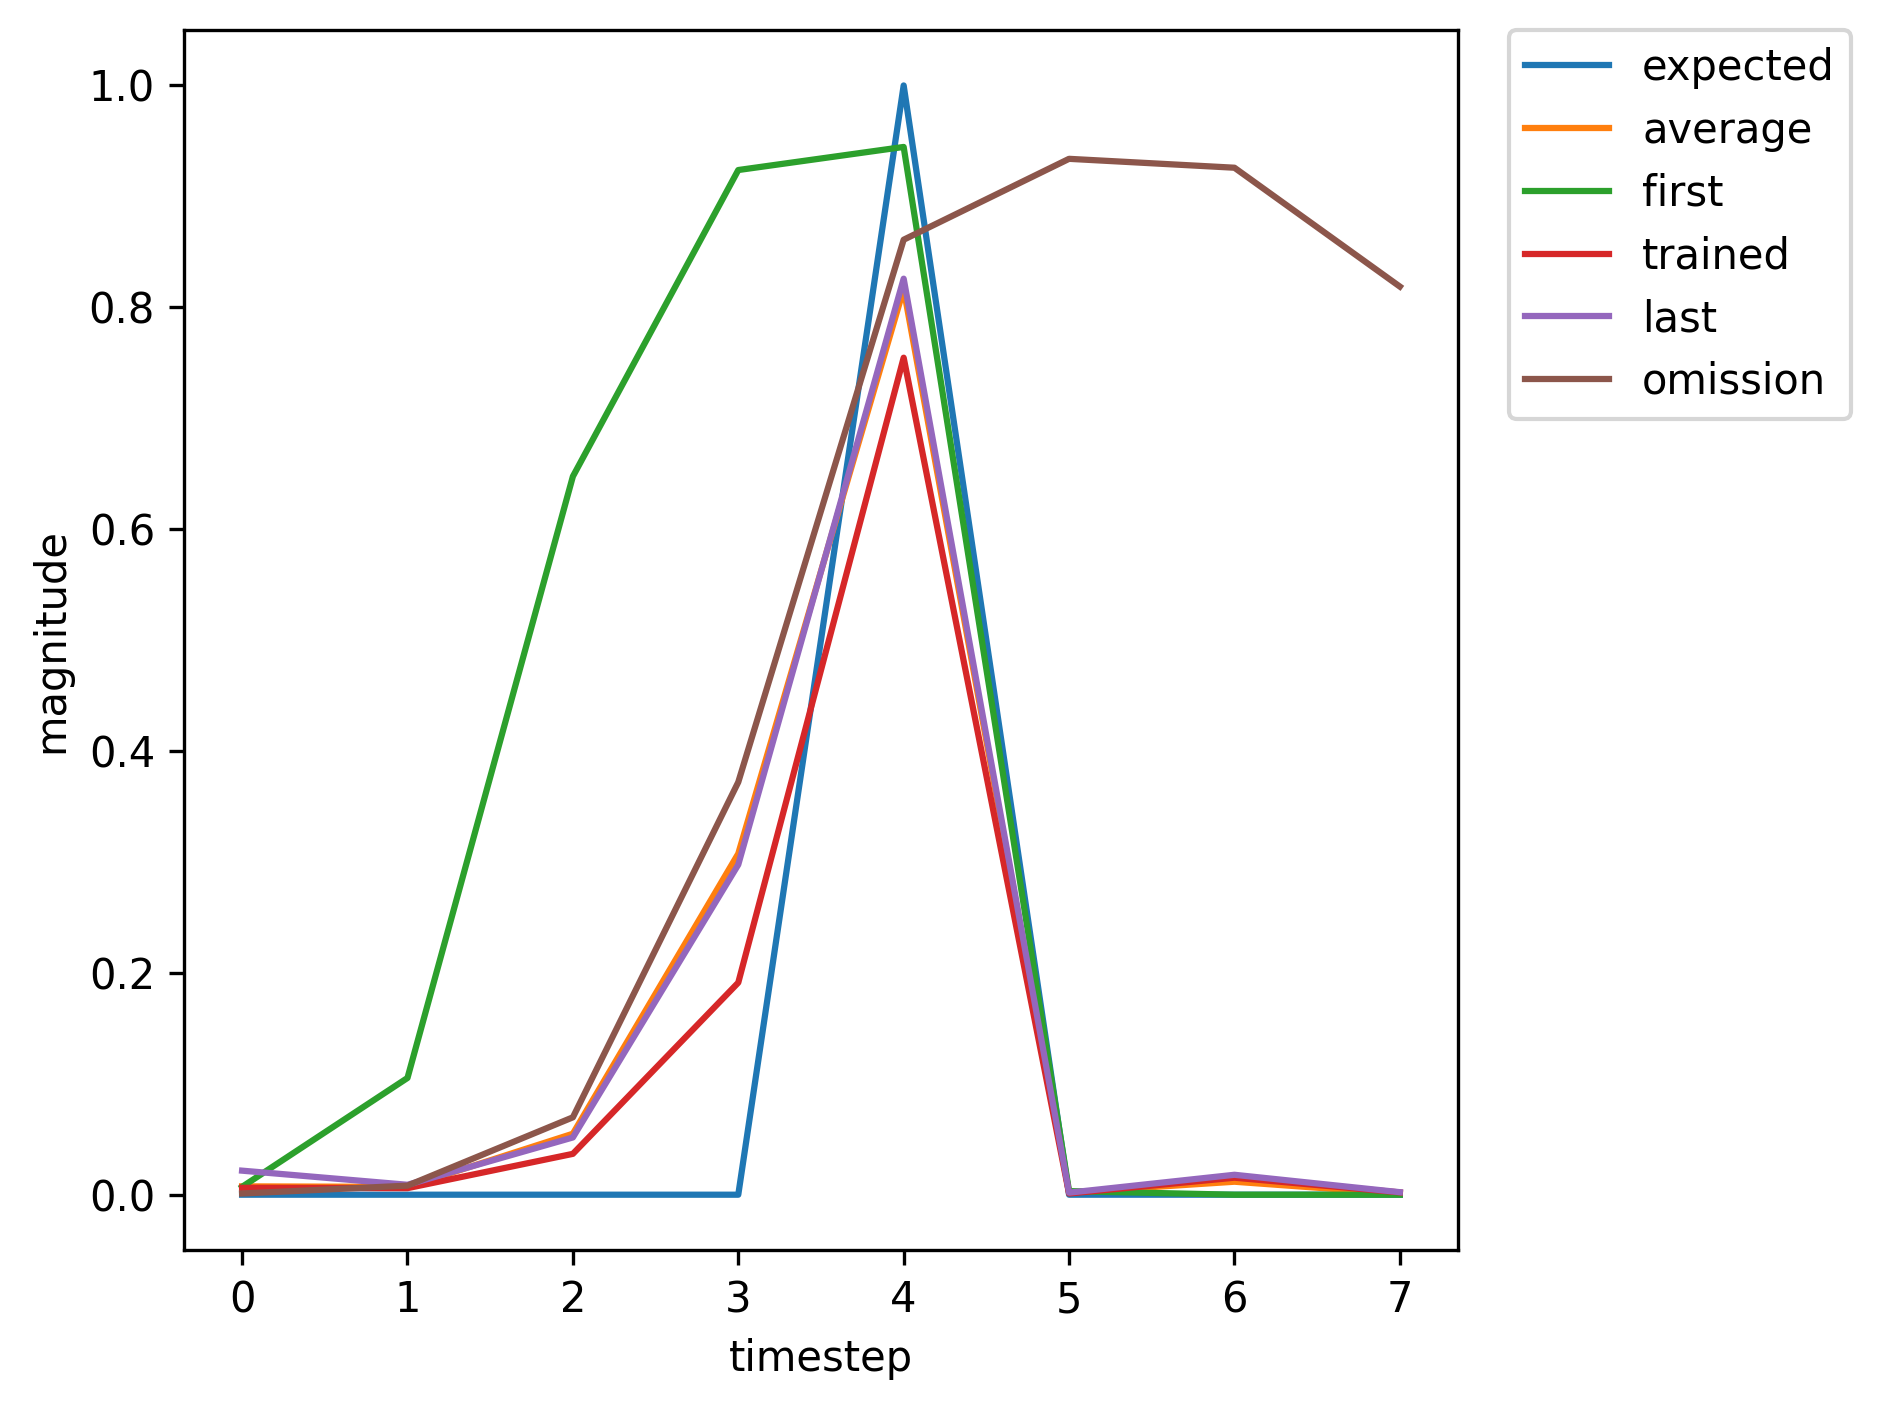 magnitude
1.0
0.8
0.6
0.4
0.2
0.0
0 1 2 3 4 5 6 7
timestep
expected
average
first
trained
last
omission